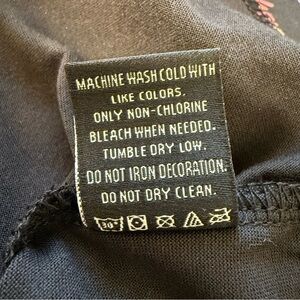 MACHINE WASH COLD WITH
LIKE COLORS.
ONLY NON-CHLORINE
BLEACH WHEN NEEDED.
TUMBLE DRY LOW.
DO NOT IRON DECORATION.
DO NOT DRY CLEAN.
30°